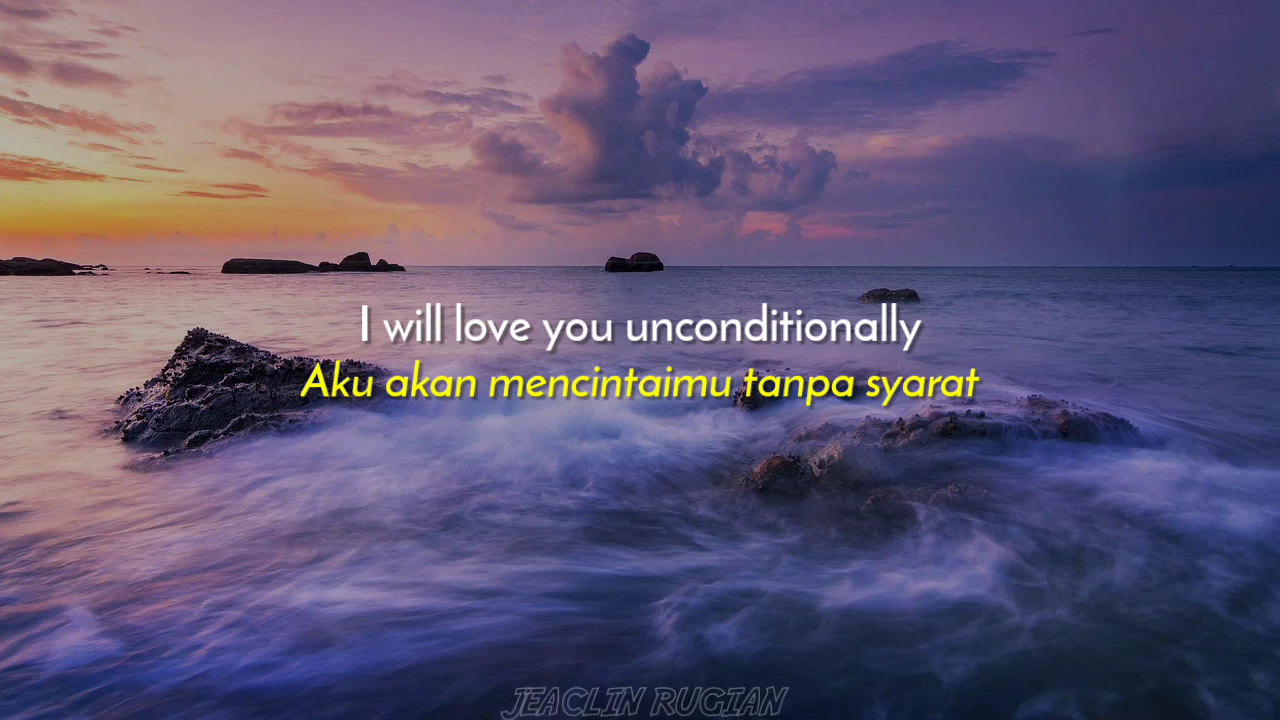 I will love you unconditionally
Aku akan mencintaimu tanpa syarat
JEACLIN RUGIAN